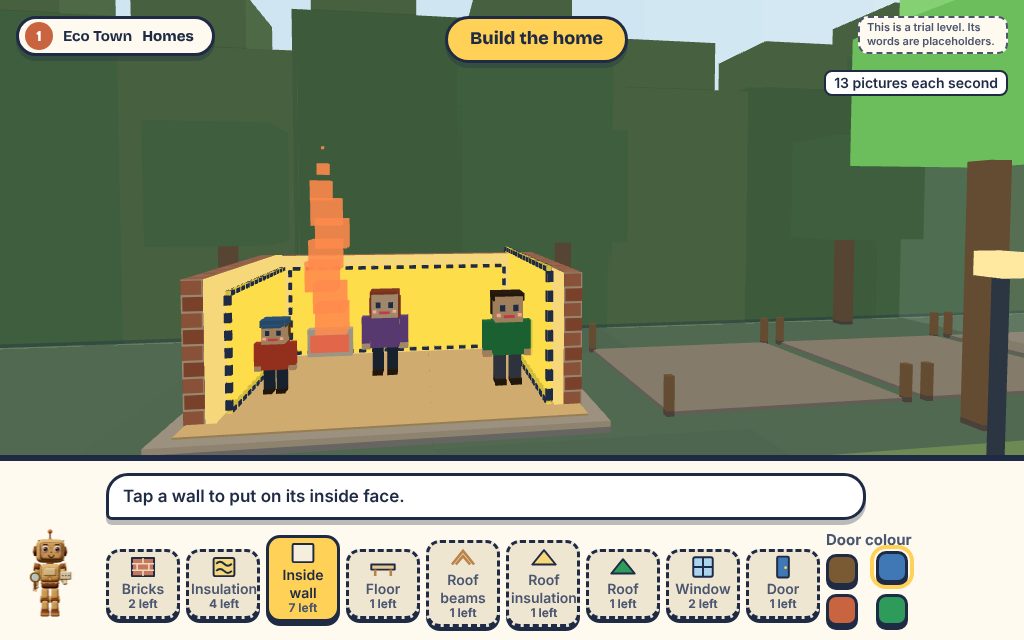 1 Eco Town Homes
Build the home
This is a trial level. Its
words are placeholders.
13 pictures each second
Tap a wall to put on its inside face.
Bricks
2 left
Insulation
4 left
Inside
wall
7 left
Floor
1 left
Roof
beams
1 left
Roof
insulation
1 left
Roof
1 left
Window
2 left
Door
1 left
Door colour